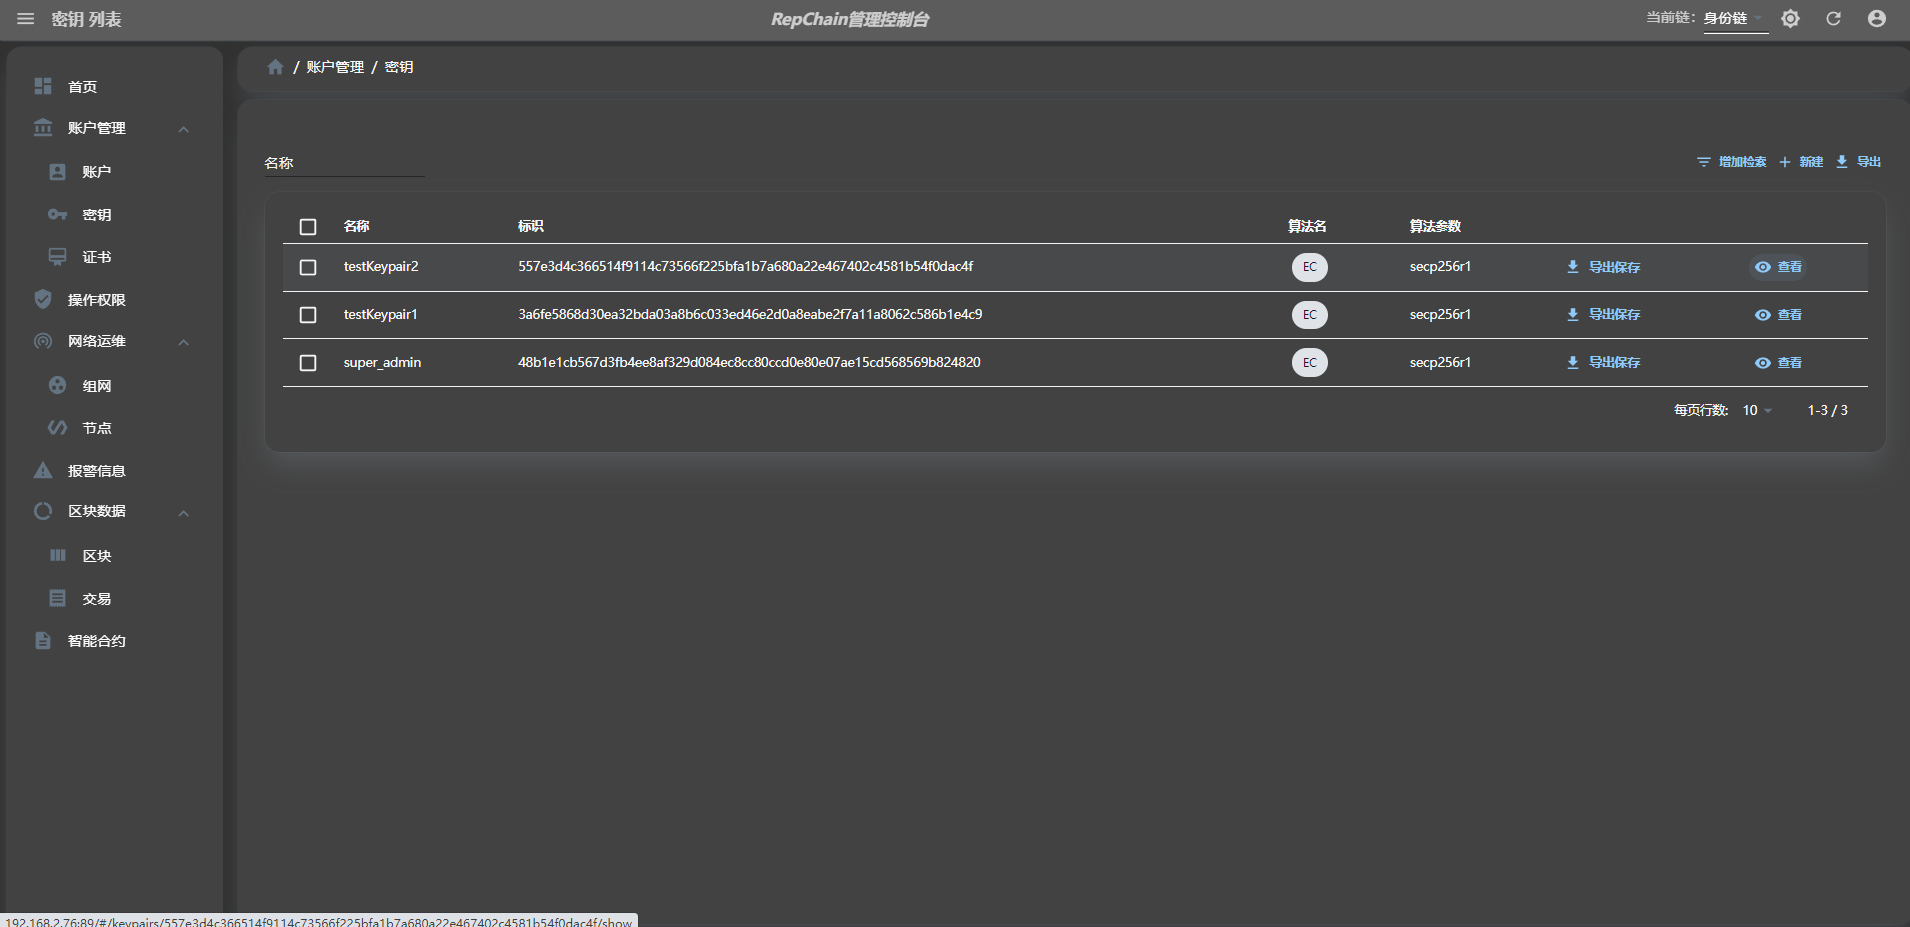 密钥 列表
RepChain管理控制台
当前链: 身份链
首页
账户管理
账户
密钥
证书
操作权限
网络运维
组网
节点
报警信息
区块数据
区块
交易
智能合约
/ 账户管理 / 密钥
名称
增加检索 新建 导出
名称 标识 算法名 算法参数
testKeypair2 557e3d4c366514f9114c73566f225bfa1b7a680a22e467402c4581b54f0dac4f EC secp256r1 导出保存 查看
testKeypair1 3a6fe5868d30ea32bda03a8b6c033ed46e2d0a8eabe2f7a11a8062c586b1e4c9 EC secp256r1 导出保存 查看
super_admin 48b1e1cb567d3fb4ee8af329d084ec8cc80ccd0e80e07ae15cd568569b824820 EC secp256r1 导出保存 查看
每页行数: 10 1-3 / 3
192.168.2.76:89/#/keypairs/557e3d4c366514f9114c73566f225bfa1b7a680a22e467402c4581b54f0dac4f/show